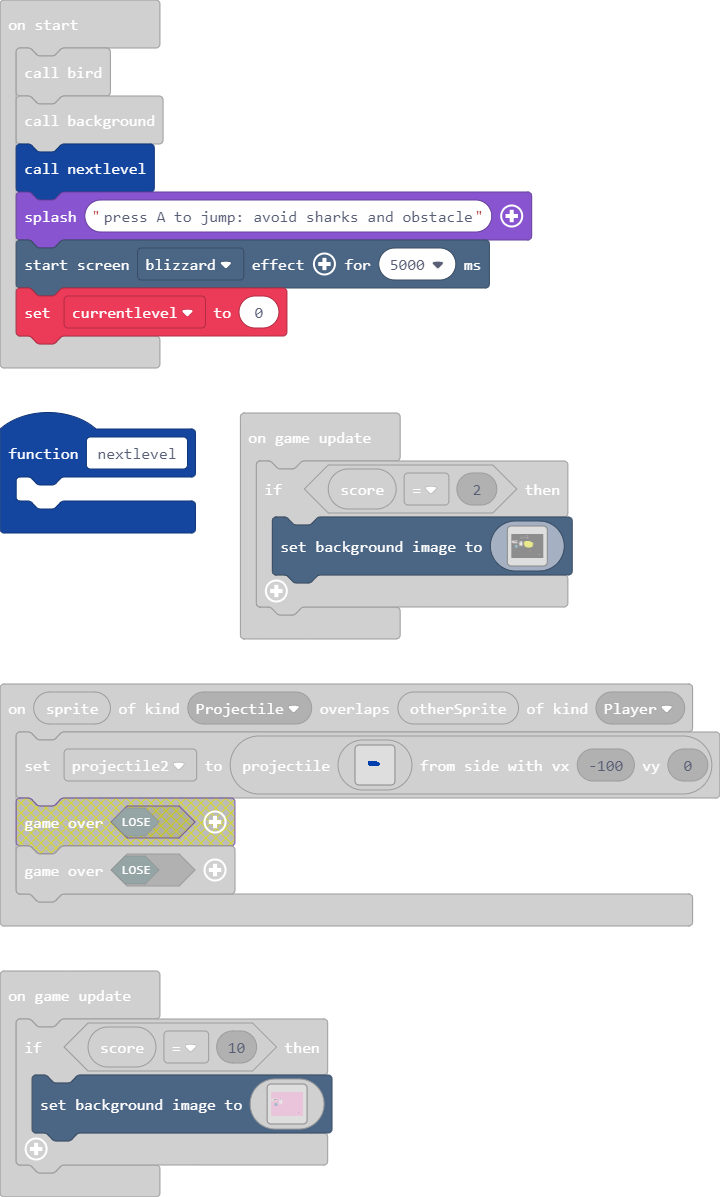 on start
call bird
call background
call nextlevel
splash "press A to jump: avoid sharks and obstacle"
start screen blizzard effect for 5000 ms
set currentlevel to 0
function nextlevel
on game update
if score = 2 then
set background image to
on sprite of kind Projectile overlaps otherSprite of kind Player
set projectile2 to projectile from side with vx -100 vy 0
game over LOSE
game over LOSE
on game update
if score = 10 then
set background image to